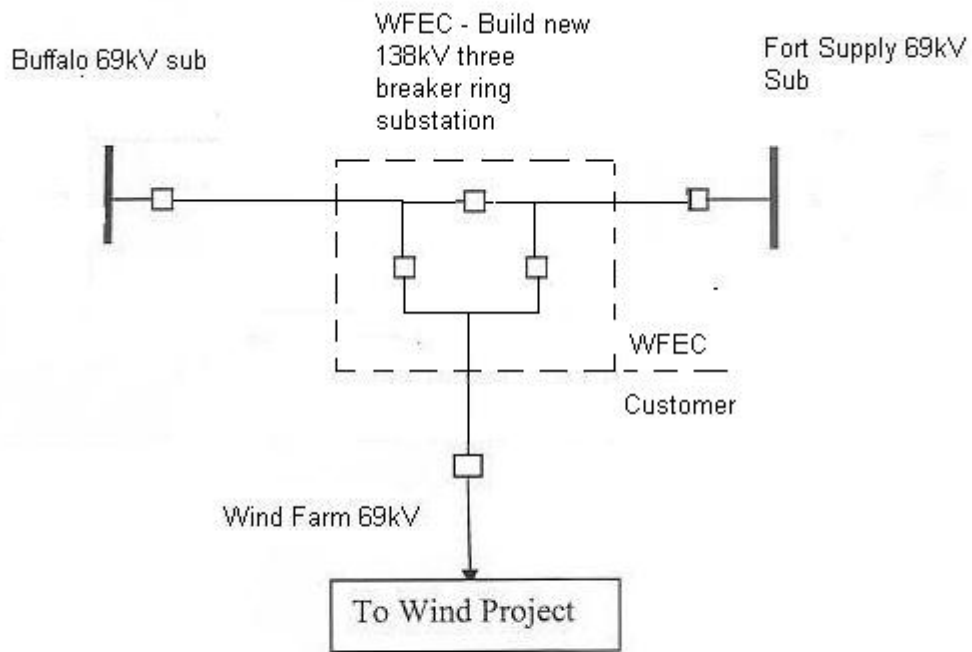 Buffalo 69kV sub
WFEC - Build new
138kV three
breaker ring
substation
Fort Supply 69kV
Sub
WFEC
Customer
Wind Farm 69kV
To Wind Project